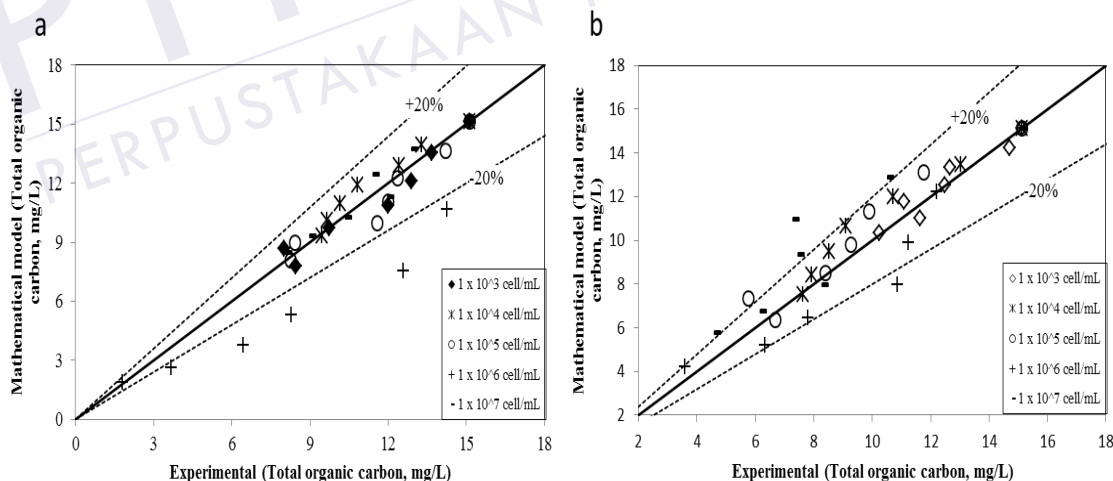 a
Mathematical model (Total organic
carbon, mg/L)
18
15
12
9
6
3
0
+20%
-20%
1 x 10^3 cell/mL
1 x 10^4 cell/mL
1 x 10^5 cell/mL
1 x 10^6 cell/mL
1 x 10^7 cell/mL
0 3 6 9 12 15 18
Experimental (Total organic carbon, mg/L)
b
Mathematical model (Total organic
carbon, mg/L)
18
16
14
12
10
8
6
4
2
+20%
-20%
1 x 10^3 cell/mL
1 x 10^4 cell/mL
1 x 10^5 cell/mL
1 x 10^6 cell/mL
1 x 10^7 cell/mL
2 4 6 8 10 12 14 16 18
Experimental (Total organic carbon, mg/L)
PERPUSTAKAAN